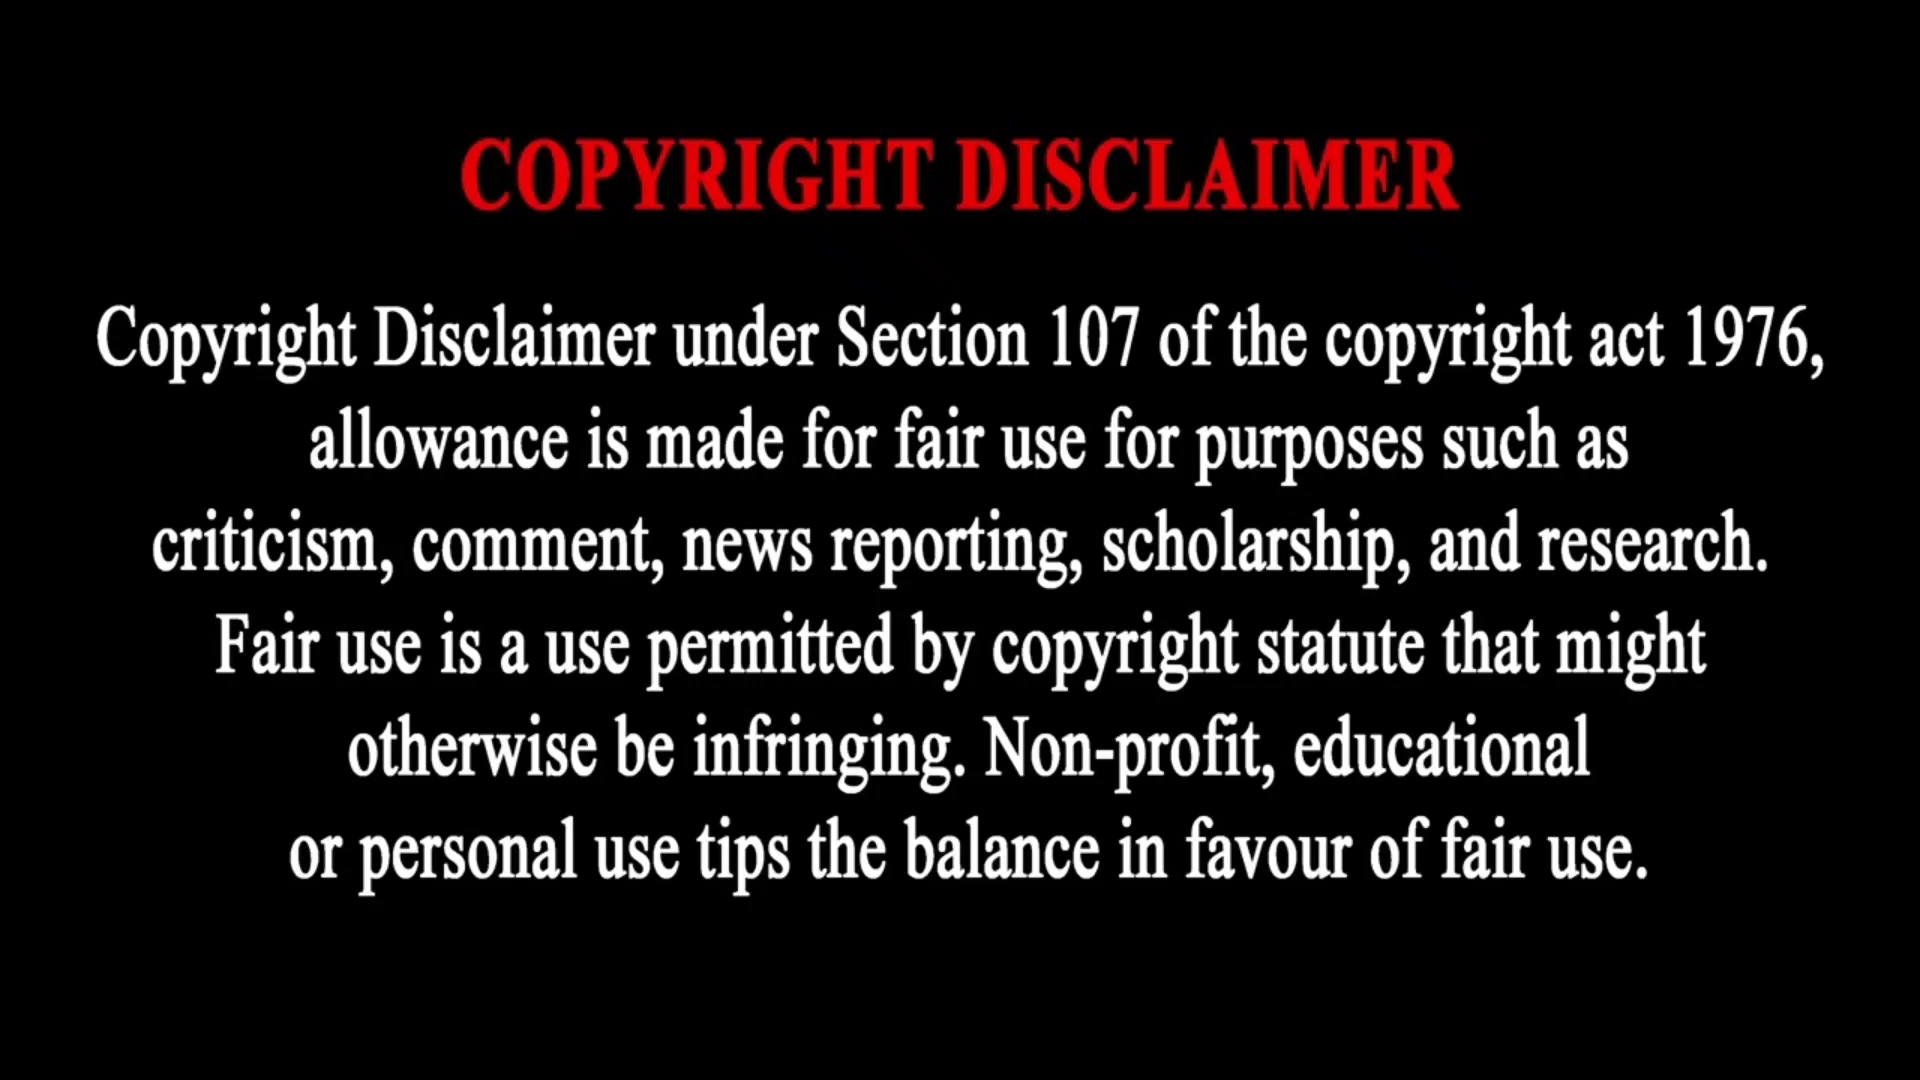 COPYRIGHT DISCLAIMER
Copyright Disclaimer under Section 107 of the copyright act 1976,
allowance is made for fair use for purposes such as
criticism, comment, news reporting, scholarship, and research.
Fair use is a use permitted by copyright statute that might
otherwise be infringing. Non-profit, educational
or personal use tips the balance in favour of fair use.